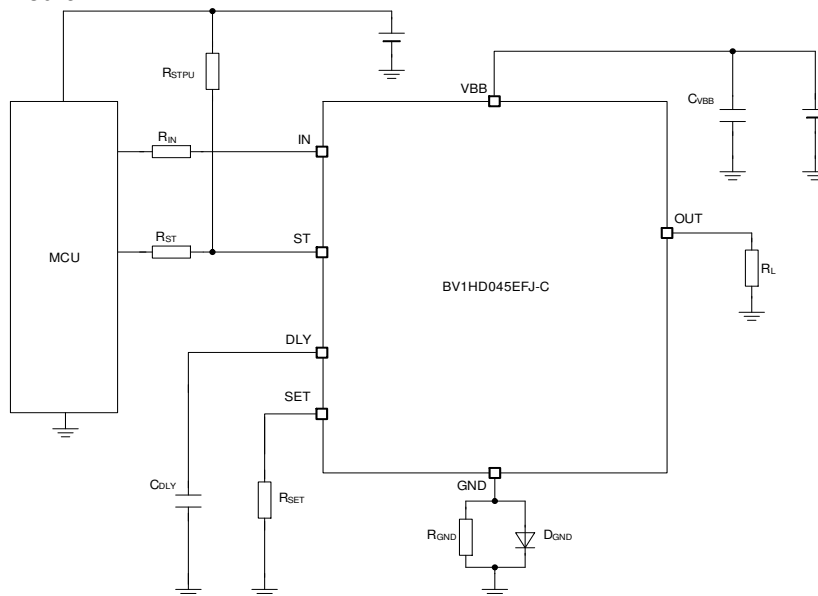 RSTPU
VBB
CVBB
RIN
IN
OUT
RST
ST
MCU
RL
BV1HD045EFJ-C
DLY
SET
GND
CDLY
RSET
RGND
DGND